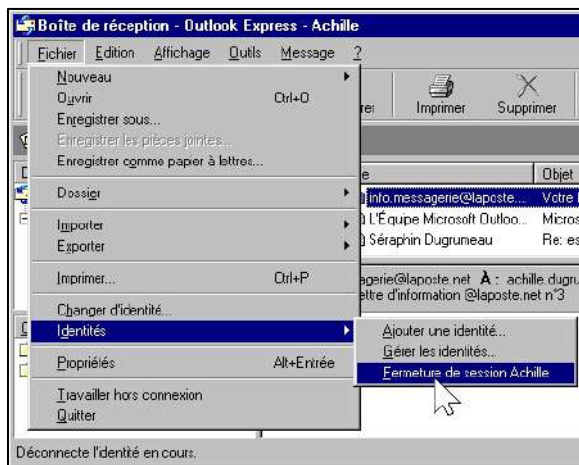 Boîte de réception - Outlook Express - Achille
Fichier Edition Affichage Outils Message ?
Imprimer Supprimer
Nouveau
Ouvrir Ctrl+O
Enregistrer sous...
Enregistrer les pièces jointes...
Enregistrer comme papier à lettres...
Dossier
Importer
Exporter
Imprimer... Ctrl+P
Changer d'identité...
Identités
Propriétés Alt+Entrée
Travailler hors connexion
Quitter
Objet
info.messagerie@laposte.... Votre
L'Équipe Microsoft Outloo... Micros
Séraphin Dugrumeau Re: es
agerie@laposte.net À : achille.dugru
ettre d'information @laposte.net n°3
Ajouter une identité...
Gérer les identités...
Fermeture de session Achille
Déconnecte l'identité en cours.